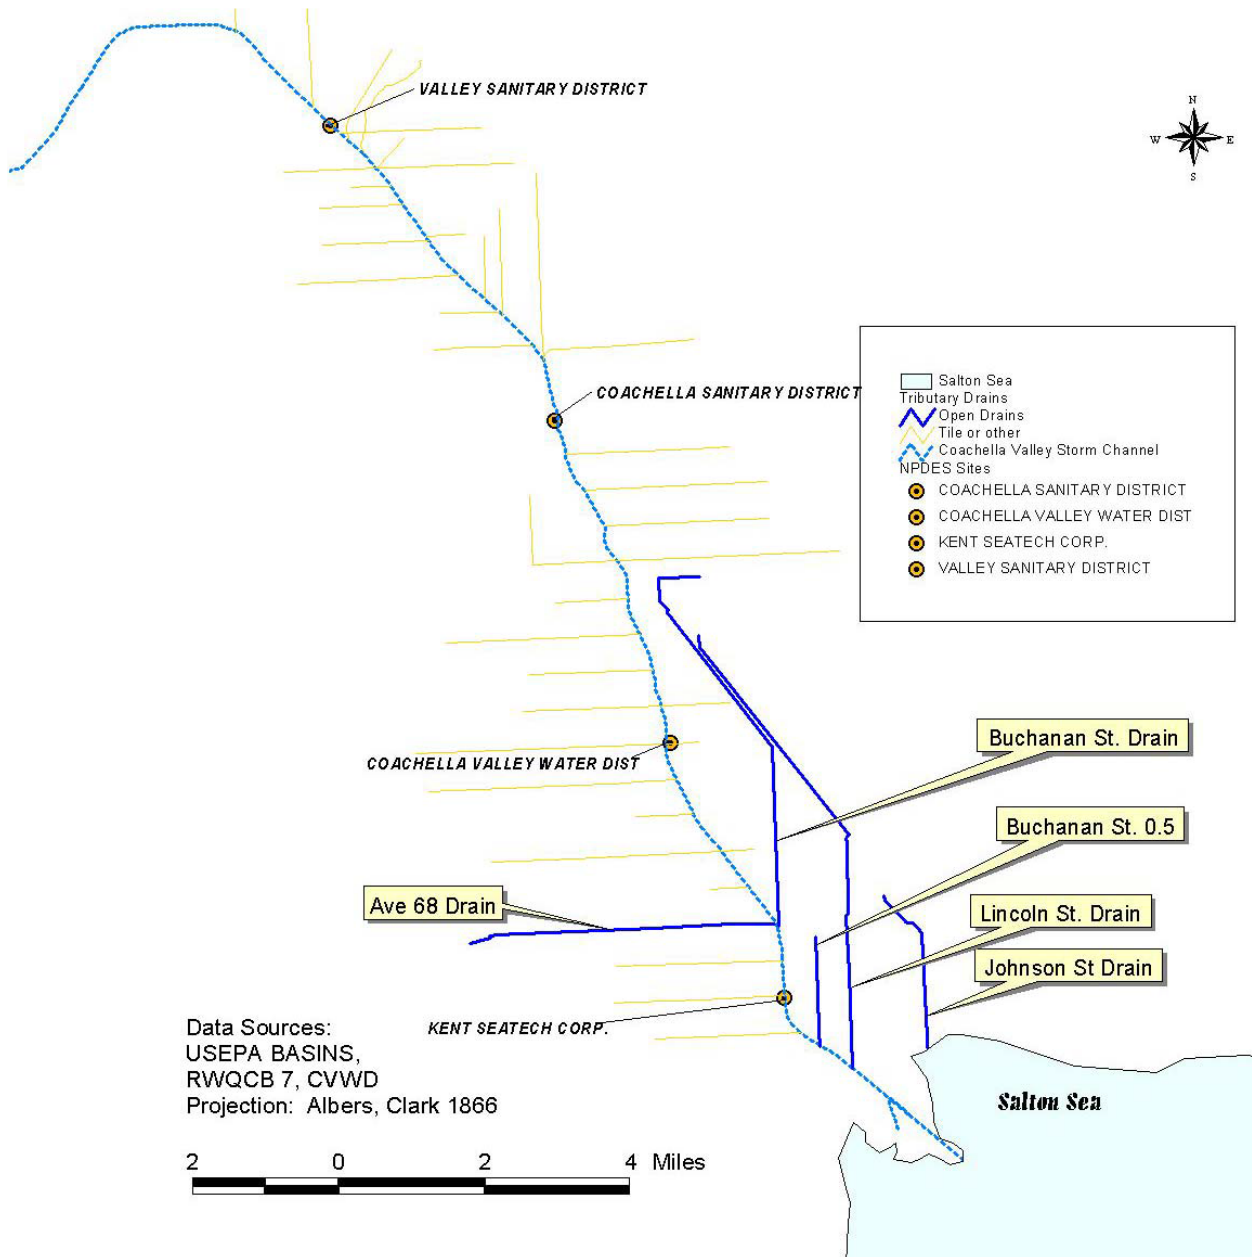 VALLEY SANITARY DISTRICT
N
W E
S
COACHELLA SANITARY DISTRICT
Salton Sea
Tributary Drains
Open Drains
Tile or other
Coachella Valley Storm Channel
NPDES Sites
COACHELLA SANITARY DISTRICT
COACHELLA VALLEY WATER DIST
KENT SEATECH CORP.
VALLEY SANITARY DISTRICT
Buchanan St. Drain
COACHELLA VALLEY WATER DIST
Buchanan St. 0.5
Ave 68 Drain
Lincoln St. Drain
Johnson St Drain
KENT SEATECH CORP.
Data Sources:
USEPA BASINS,
RWQCB 7, CVWD
Projection: Albers, Clark 1866
Salton Sea
2 0 2 4 Miles